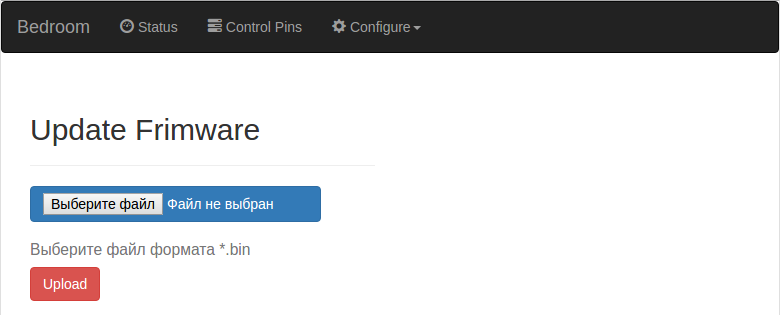 Bedroom Status Control Pins Configure
Update Frimware
Выберите файл Файл не выбран
Выберите файл формата *.bin
Upload